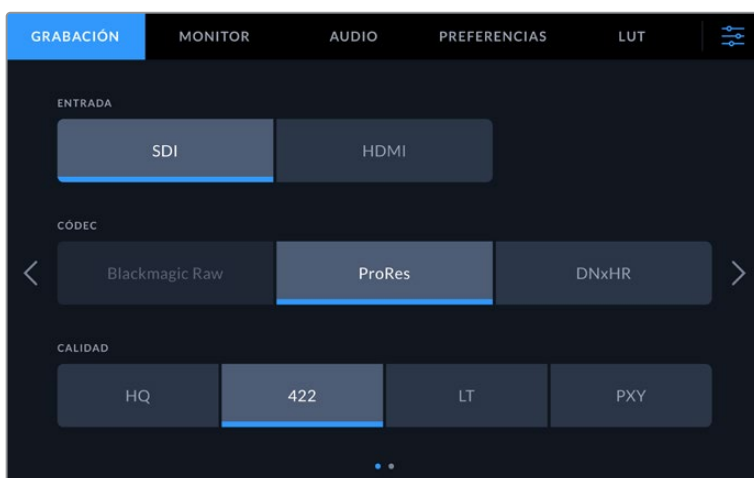 GRABACIÓN MONITOR AUDIO PREFERENCIAS LUT
ENTRADA
SDI HDMI
CÓDEC
Blackmagic Raw ProRes DNxHR
CALIDAD
HQ 422 LT PXY